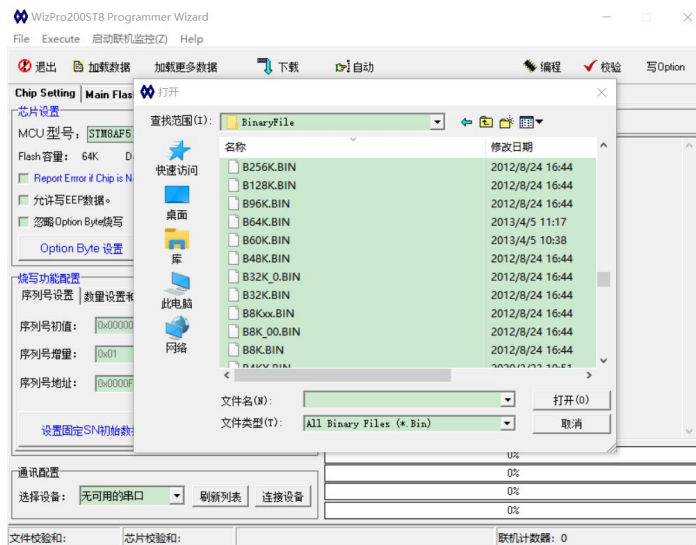 WizPro200ST8 Programmer Wizard
File Execute 启动联机监控(Z) Help
退出 加载数据 加载更多数据 下载 自动 编程 校验 写Option
Chip Setting Main Flas
打开
芯片设置
查找范围(I): BinaryFile
MCU 型号: STM8AF5
名称 修改日期
Flash 容量: 64K D
快速访问
B256K.BIN 2012/8/24 16:44
Report Error if Chip is N
B128K.BIN 2012/8/24 16:44
B96K.BIN 2012/8/24 16:44
允许写EEP数据。
桌面
B64K.BIN 2013/4/5 11:17
忽略Option Byte烧写
B60K.BIN 2013/4/5 10:38
Option Byte 设置
库
B48K.BIN 2012/8/24 16:44
B32K_0.BIN 2012/8/24 16:44
烧写功能配置
B32K.BIN 2012/8/24 16:44
序列号设置 数量设置和
此电脑
B8Kxx.BIN 2012/8/24 16:44
序列号初值: 0x00000
B8K_00.BIN 2012/8/24 16:44
网络
B8K.BIN 2012/8/24 16:44
序列号增量: 0x01
序列号地址: 0x0000F
文件名(N): 打开(O)
文件类型(T): All Binary Files (*.Bin) 取消
设置固定SN初始数
0%
通讯配置
0%
选择设备: 无可用的串口 刷新列表 连接设备
0%
0%
文件校验和: 芯片校验和: 联机计数器: 0